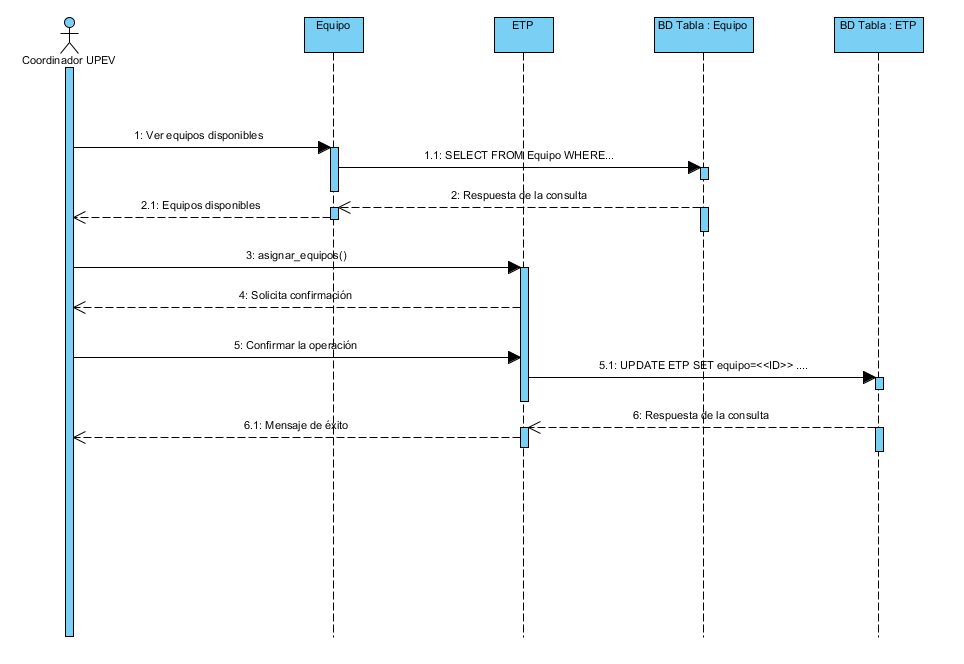 Equipo
ETP
BD Tabla : Equipo
BD Tabla : ETP
Coordinador UPEV
1: Ver equipos disponibles
1.1: SELECT FROM Equipo WHERE...
2: Respuesta de la consulta
2.1: Equipos disponibles
3: asignar_equipos()
4: Solicita confirmación
5: Confirmar la operación
5.1: UPDATE ETP SET equipo=<<ID>> ....
6: Respuesta de la consulta
6.1: Mensaje de éxito